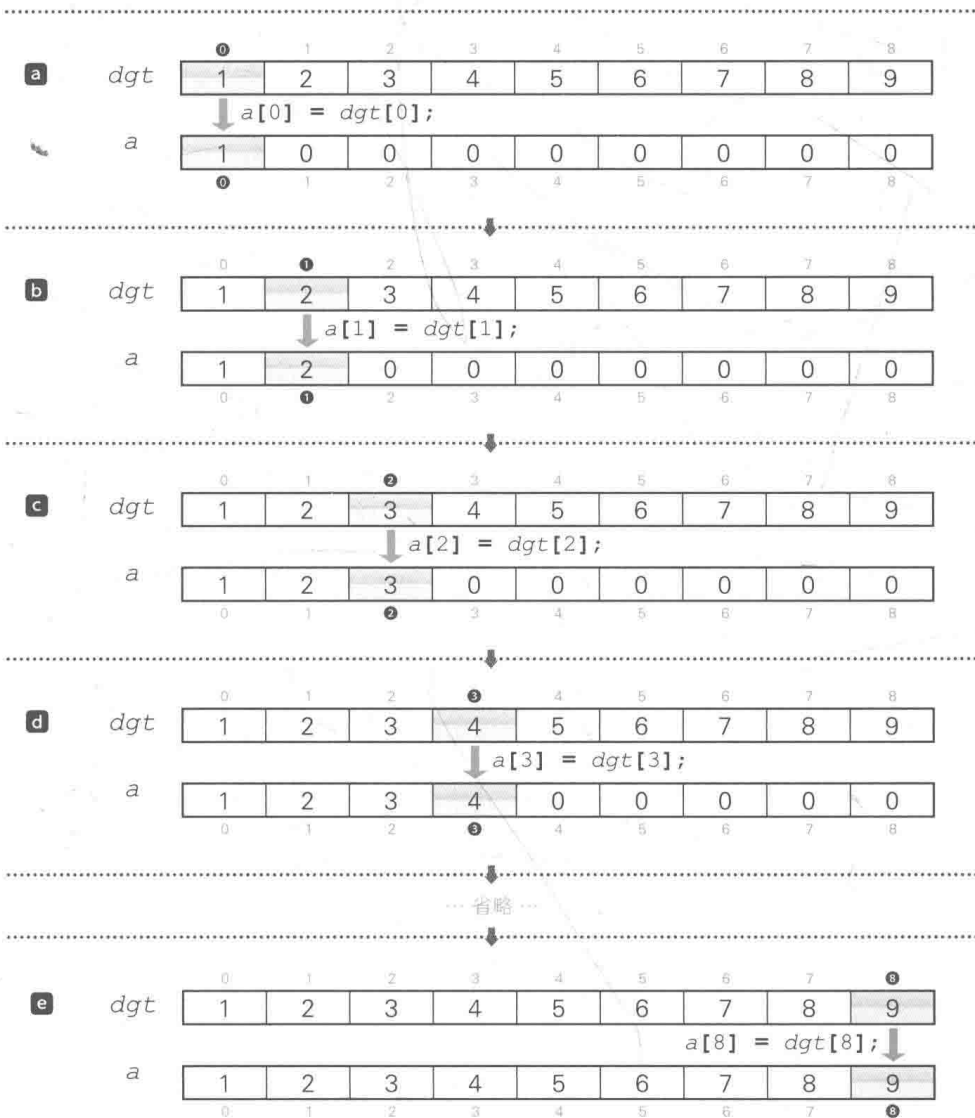 0 1 2 3 4 5 6 7 8
a dgt 1 2 3 4 5 6 7 8 9
a[0] = dgt[0];
a 1 0 0 0 0 0 0 0 0
0 1 2 3 4 5 6 7 8
0 1 2 3 4 5 6 7 8
b dgt 1 2 3 4 5 6 7 8 9
a[1] = dgt[1];
a 1 2 0 0 0 0 0 0 0
0 1 2 3 4 5 6 7 8
0 1 2 3 4 5 6 7 8
c dgt 1 2 3 4 5 6 7 8 9
a[2] = dgt[2];
a 1 2 3 0 0 0 0 0 0
0 1 2 3 4 5 6 7 8
0 1 2 3 4 5 6 7 8
d dgt 1 2 3 4 5 6 7 8 9
a[3] = dgt[3];
a 1 2 3 4 0 0 0 0 0
0 1 2 3 4 5 6 7 8
… 省略 …
0 1 2 3 4 5 6 7 8
e dgt 1 2 3 4 5 6 7 8 9
a[8] = dgt[8];
a 1 2 3 4 5 6 7 8 9
0 1 2 3 4 5 6 7 8